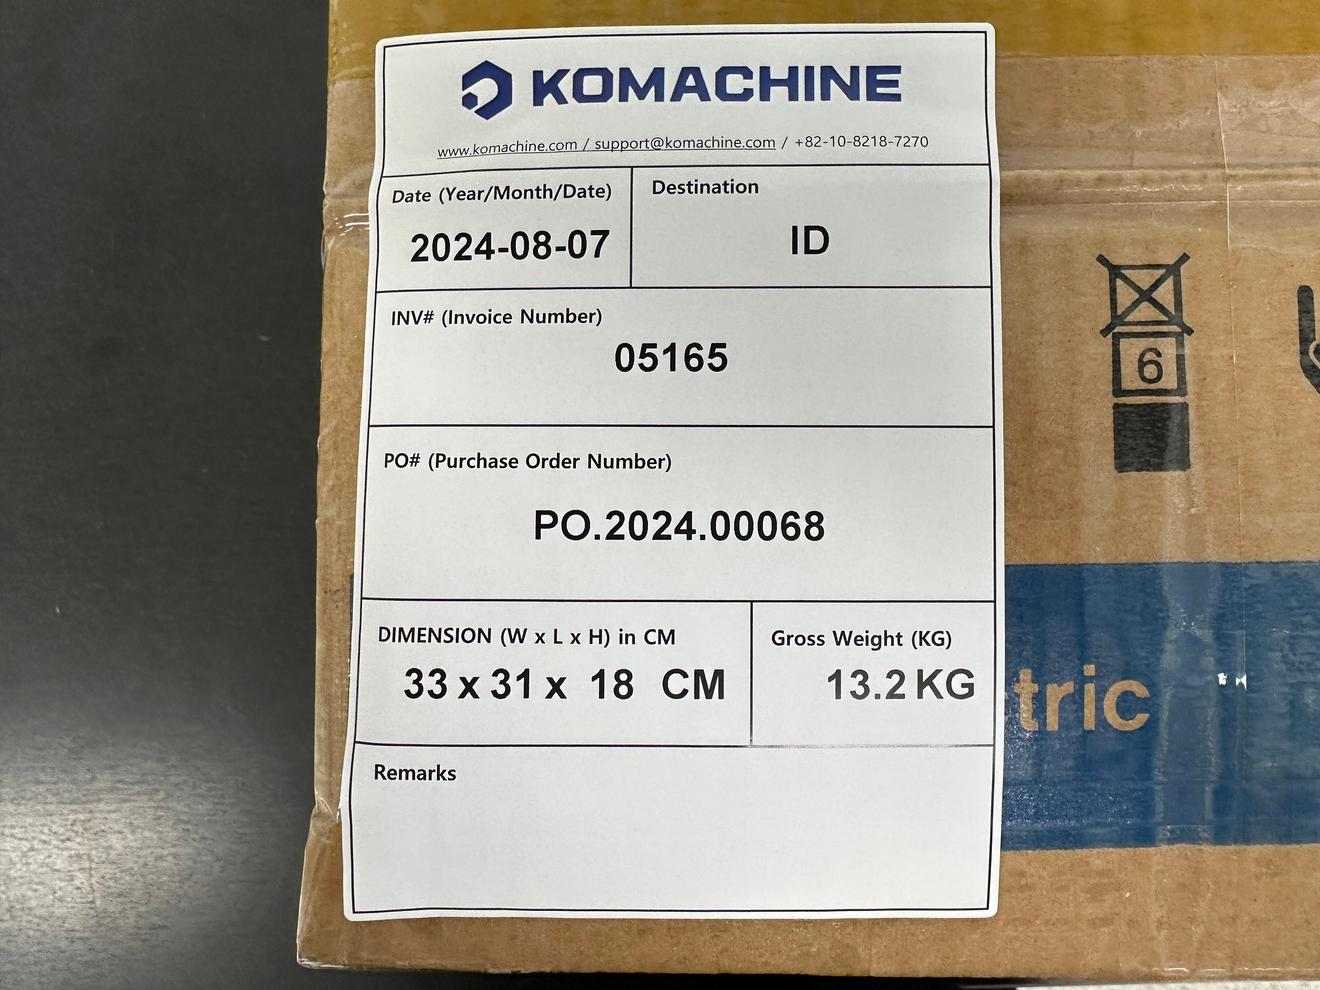 KOMACHINE
www.komachine.com / support@komachine.com / +82-10-8218-7270
Date (Year/Month/Date)
2024-08-07
Destination
ID
INV# (Invoice Number)
05165
PO# (Purchase Order Number)
PO.2024.00068
DIMENSION (W x L x H) in CM
33 x 31 x 18 CM
Gross Weight (KG)
13.2 KG
Remarks
6
tric